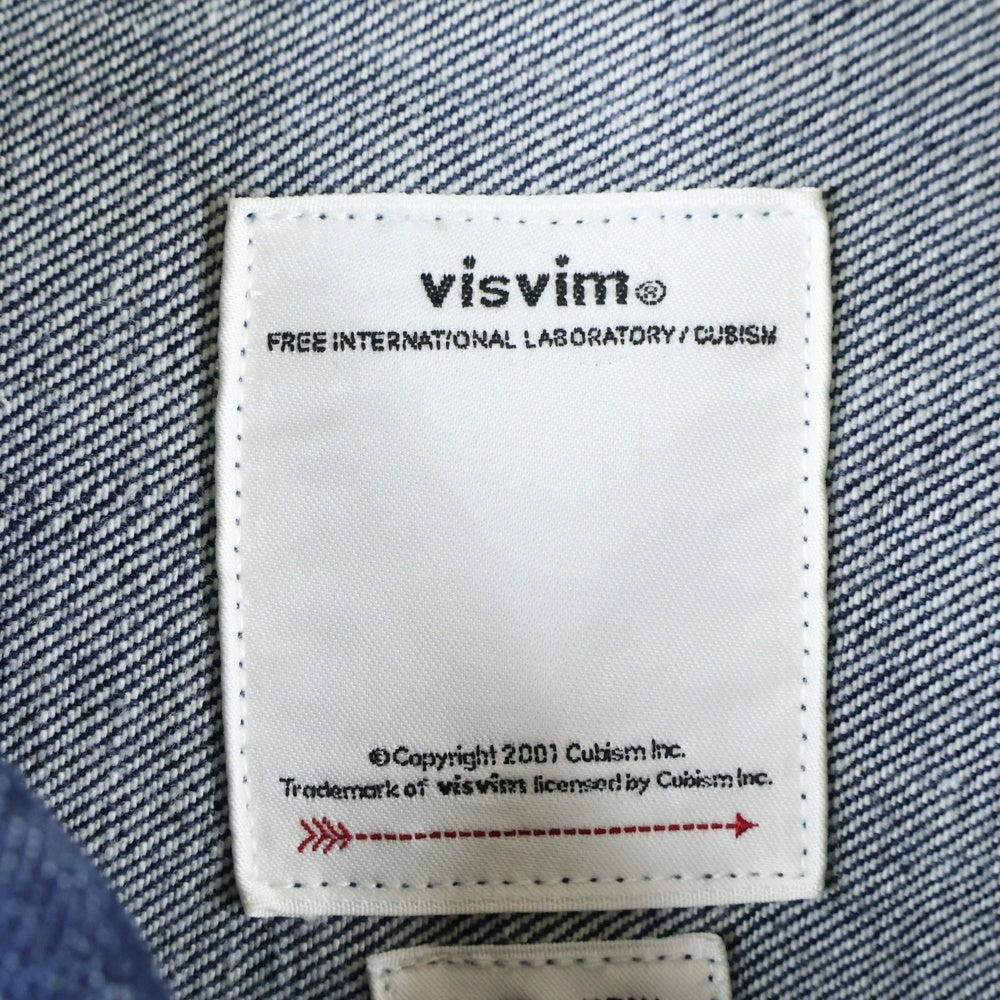 visvim®
FREE INTERNATIONAL LABORATORY / CUBISM
©Copyright 2001 Cubism Inc.
Trademark of visvim licensed by Cubism Inc.